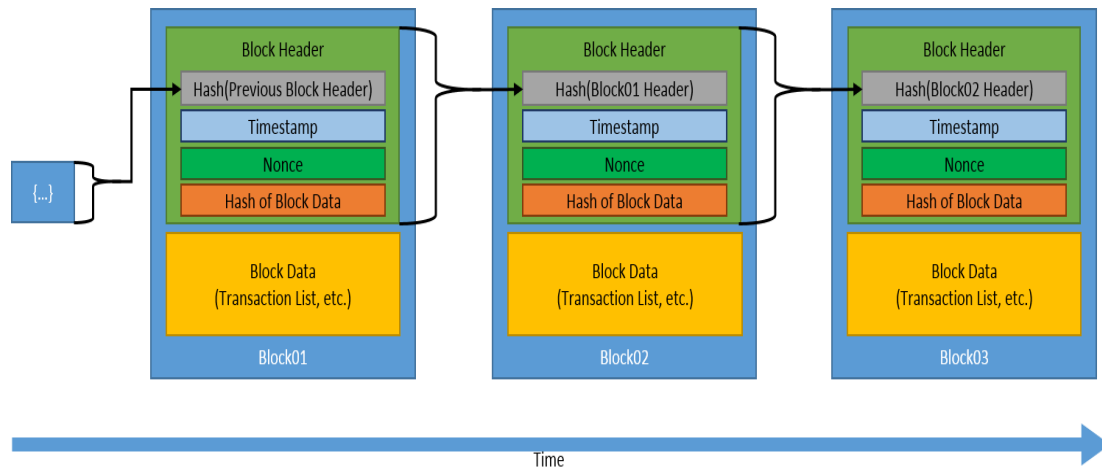 {...}
Block Header
Hash(Previous Block Header)
Timestamp
Nonce
Hash of Block Data
Block Data
(Transaction List, etc.)
Block01
Block Header
Hash(Block01 Header)
Timestamp
Nonce
Hash of Block Data
Block Data
(Transaction List, etc.)
Block02
Block Header
Hash(Block02 Header)
Timestamp
Nonce
Hash of Block Data
Block Data
(Transaction List, etc.)
Block03
Time